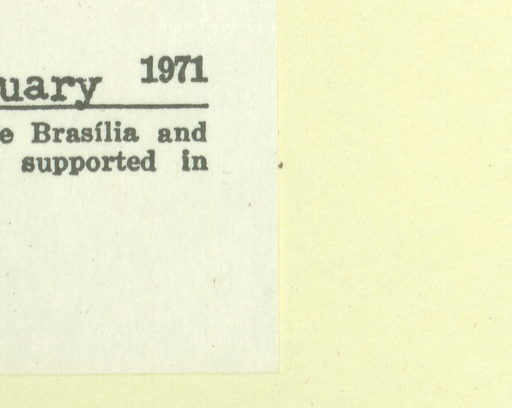 uary 1971
e Brasília and
supported in